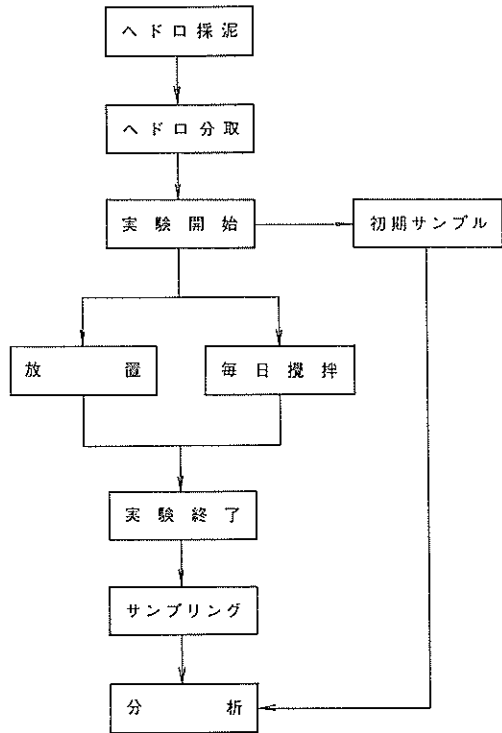 ヘドロ採泥
ヘドロ分取
実験開始
初期サンプル
放置
毎日攪拌
実験終了
サンプリング
分析